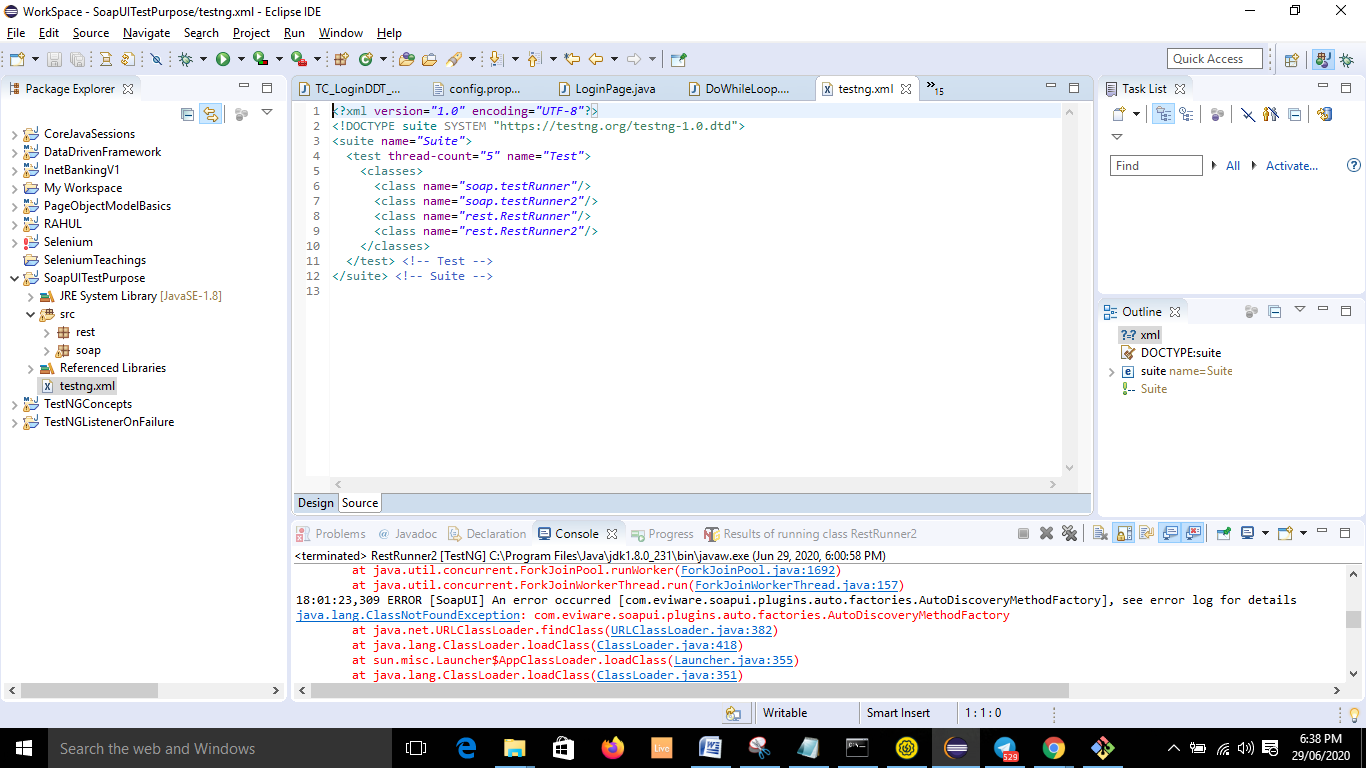 WorkSpace - SoapUITestPurpose/testng.xml - Eclipse IDE
File Edit Source Navigate Search Project Run Window Help
Quick Access
Package Explorer
CoreJavaSessions
DataDrivenFramework
InetBankingV1
My Workspace
PageObjectModelBasics
RAHUL
Selenium
SeleniumTeachings
SoapUITestPurpose
JRE System Library [JavaSE-1.8]
src
rest
soap
Referenced Libraries
testng.xml
TestNGConcepts
TestNGListenerOnFailure
TC_LoginDDT_... config.prop... LoginPage.java DoWhileLoop.... testng.xml »15
1 <?xml version="1.0" encoding="UTF-8"?>
2 <!DOCTYPE suite SYSTEM "https://testng.org/testng-1.0.dtd">
3 <suite name="Suite">
4 <test thread-count="5" name="Test">
5 <classes>
6 <class name="soap.testRunner"/>
7 <class name="soap.testRunner2"/>
8 <class name="rest.RestRunner"/>
9 <class name="rest.RestRunner2"/>
10 </classes>
11 </test> <!-- Test -->
12 </suite> <!-- Suite -->
13
Design Source
Task List
Find All Activate...
Outline
?=? xml
DOCTYPE:suite
e suite name=Suite
Suite
Problems @ Javadoc Declaration Console Progress Results of running class RestRunner2
<terminated> RestRunner2 [TestNG] C:\Program Files\Java\jdk1.8.0_231\bin\javaw.exe (Jun 29, 2020, 6:00:58 PM)
at java.util.concurrent.ForkJoinPool.runWorker(ForkJoinPool.java:1692)
at java.util.concurrent.ForkJoinWorkerThread.run(ForkJoinWorkerThread.java:157)
18:01:23,309 ERROR [SoapUI] An error occurred [com.eviware.soapui.plugins.auto.factories.AutoDiscoveryMethodFactory], see error log for details
java.lang.ClassNotFoundException: com.eviware.soapui.plugins.auto.factories.AutoDiscoveryMethodFactory
at java.net.URLClassLoader.findClass(URLClassLoader.java:382)
at java.lang.ClassLoader.loadClass(ClassLoader.java:418)
at sun.misc.Launcher$AppClassLoader.loadClass(Launcher.java:355)
at java.lang.ClassLoader.loadClass(ClassLoader.java:351)
Writable Smart Insert 1 : 1 : 0
Search the web and Windows
Live
529
6:38 PM
29/06/2020